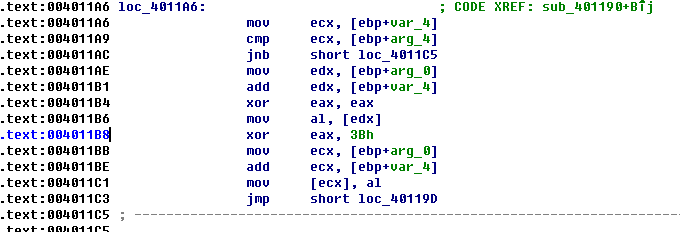 .text:004011A6 loc_4011A6: ; CODE XREF: sub_401190+BÎj
.text:004011A6 mov ecx, [ebp+var_4]
.text:004011A9 cmp ecx, [ebp+arg_4]
.text:004011AC jnb short loc_4011C5
.text:004011AE mov edx, [ebp+arg_0]
.text:004011B1 add edx, [ebp+var_4]
.text:004011B4 xor eax, eax
.text:004011B6 mov al, [edx]
.text:004011B8 xor eax, 3Bh
.text:004011BB mov ecx, [ebp+arg_0]
.text:004011BE add ecx, [ebp+var_4]
.text:004011C1 mov [ecx], al
.text:004011C3 jmp short loc_40119D
.text:004011C5 ; ---------------------------------------------------------------------------
.text:004011C5